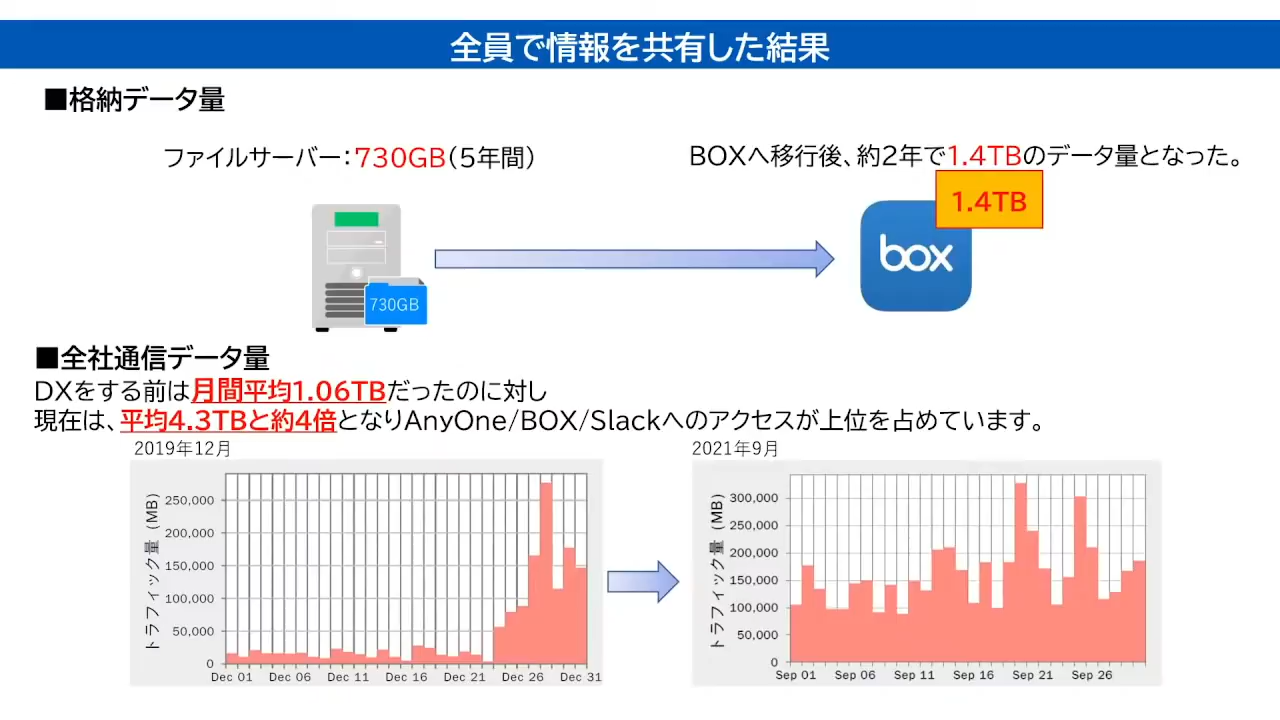 全員で情報を共有した結果
■格納データ量
ファイルサーバー：730GB（5年間）
BOXへ移行後、約2年で1.4TBのデータ量となった。
1.4TB
box
730GB
■全社通信データ量
DXをする前は月間平均1.06TBだったのに対し
現在は、平均4.3TBと約4倍となりAnyOne/BOX/Slackへのアクセスが上位を占めています。
2019年12月
トラフィック量（MB）
250,000
200,000
150,000
100,000
50,000
0
Dec 01 Dec 06 Dec 11 Dec 16 Dec 21 Dec 26 Dec 31
2021年9月
トラフィック量（MB）
300,000
250,000
200,000
150,000
100,000
50,000
0
Sep 01 Sep 06 Sep 11 Sep 16 Sep 21 Sep 26